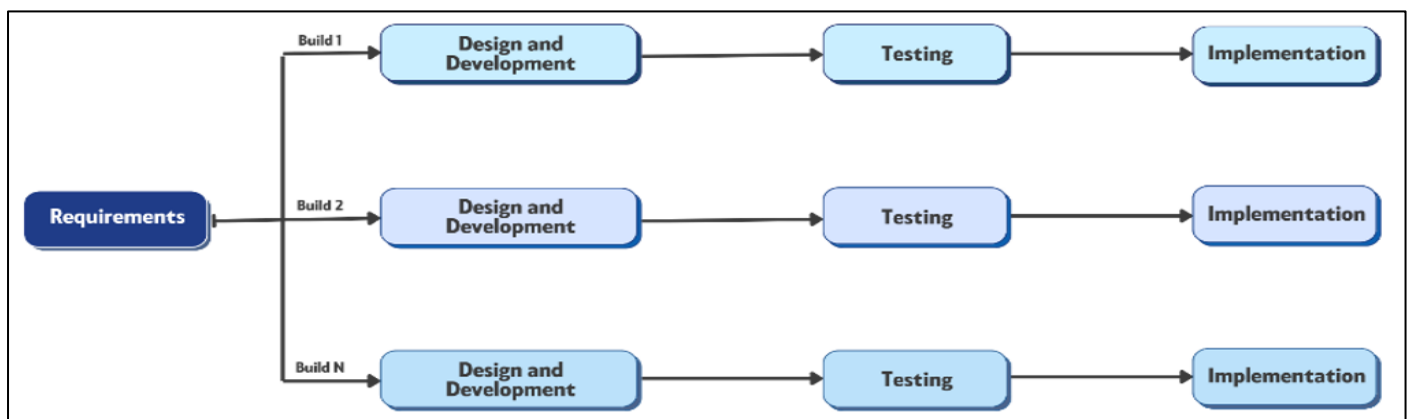 Build 1
Design and
Development
Testing
Implementation
Requirements
Build 2
Design and
Development
Testing
Implementation
Build N
Design and
Development
Testing
Implementation